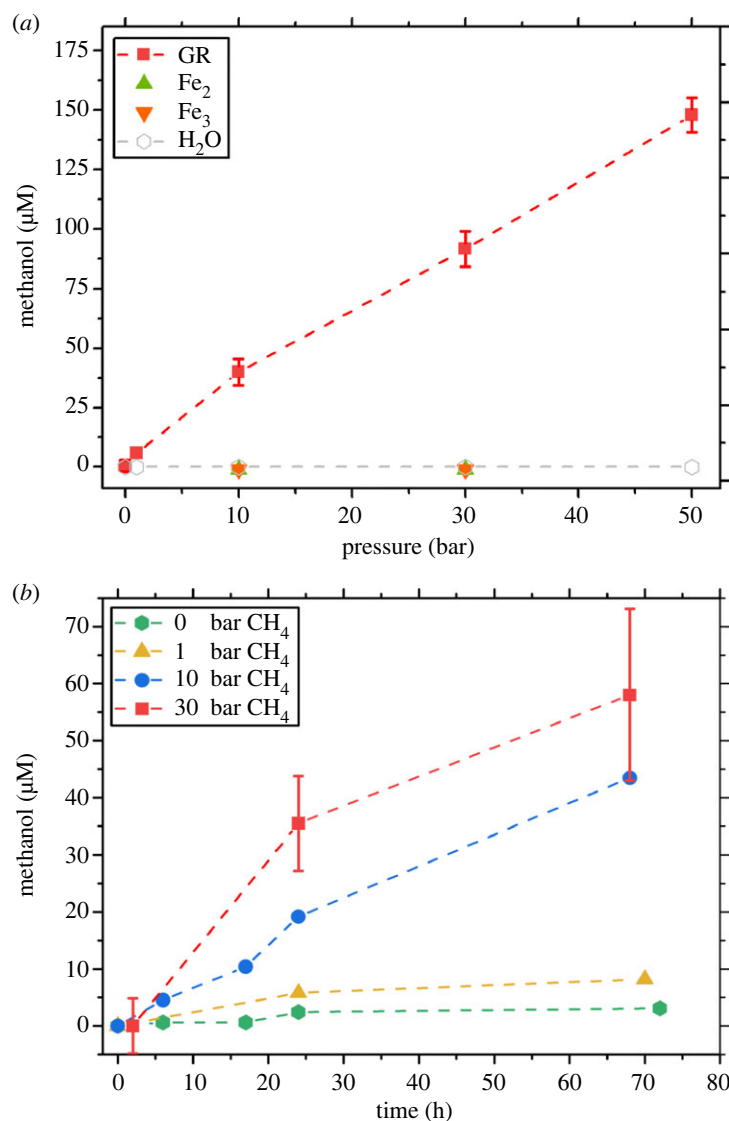 (a)
175
150
125
100
75
50
25
0
methanol (µM)
GR
Fe₂
Fe₃
H₂O
0 10 20 30 40 50
pressure (bar)
(b)
70
60
50
40
30
20
10
0
methanol (µM)
0 bar CH₄
1 bar CH₄
10 bar CH₄
30 bar CH₄
0 10 20 30 40 50 60 70 80
time (h)